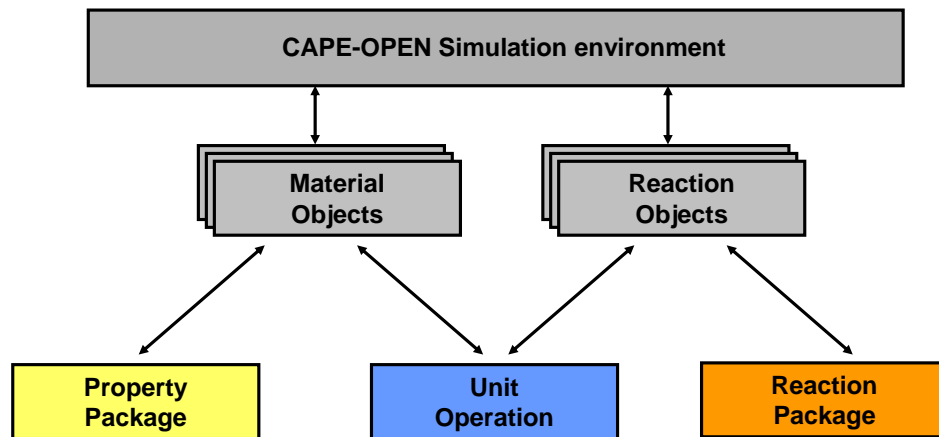 CAPE-OPEN Simulation environment
Material
Objects
Reaction
Objects
Property
Package
Unit
Operation
Reaction
Package